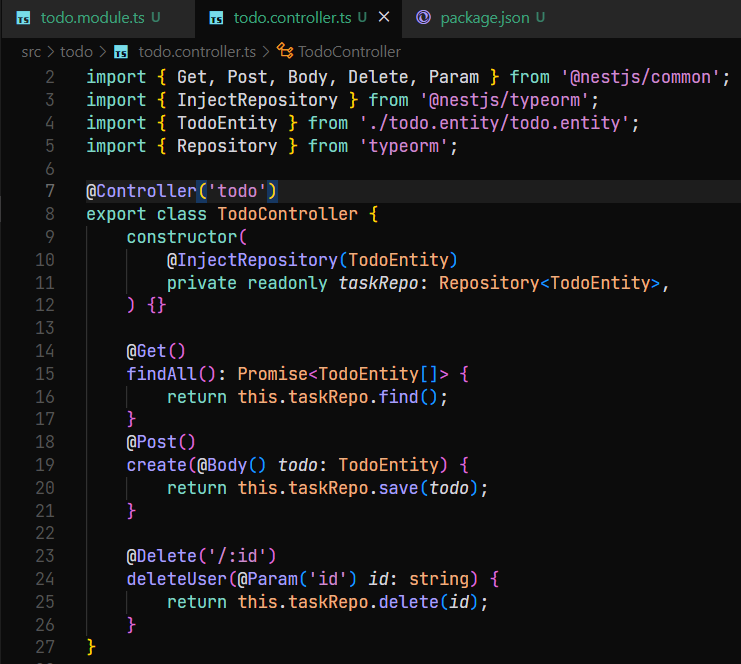 todo.module.ts U
todo.controller.ts U ×
package.json U
src > todo > TS todo.controller.ts > TodoController
2 import { Get, Post, Body, Delete, Param } from '@nestjs/common';
3 import { InjectRepository } from '@nestjs/typeorm';
4 import { TodoEntity } from './todo.entity/todo.entity';
5 import { Repository } from 'typeorm';
6
7 @Controller('todo')
8 export class TodoController {
9 constructor(
10 @InjectRepository(TodoEntity)
11 private readonly taskRepo: Repository<TodoEntity>,
12 ) {}
13
14 @Get()
15 findAll(): Promise<TodoEntity[]> {
16 return this.taskRepo.find();
17 }
18 @Post()
19 create(@Body() todo: TodoEntity) {
20 return this.taskRepo.save(todo);
21 }
22
23 @Delete('/:id')
24 deleteUser(@Param('id') id: string) {
25 return this.taskRepo.delete(id);
26 }
27 }